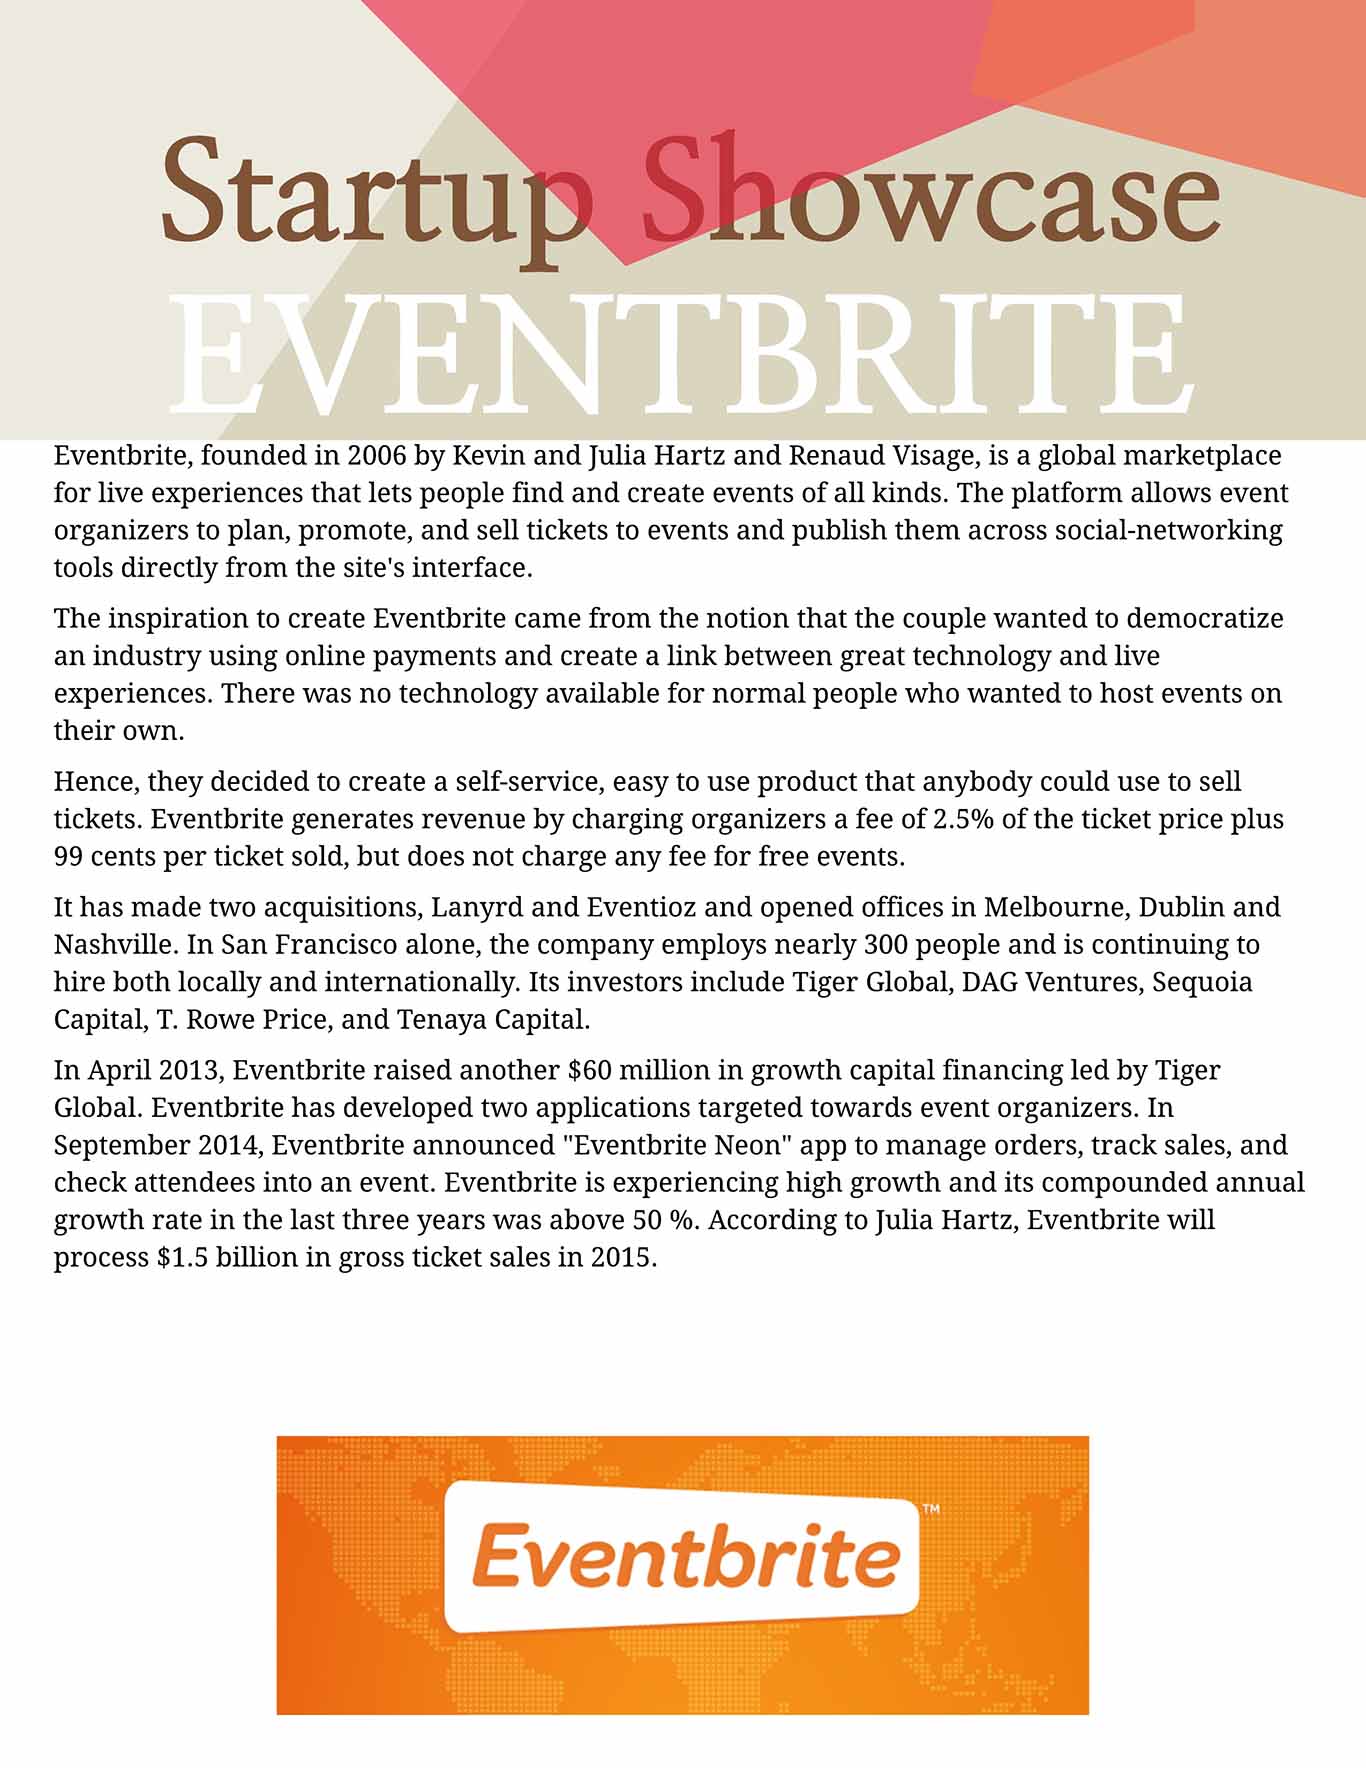 Startup Showcase
EVENTBRITE
Eventbrite, founded in 2006 by Kevin and Julia Hartz and Renaud Visage, is a global marketplace
for live experiences that lets people find and create events of all kinds. The platform allows event
organizers to plan, promote, and sell tickets to events and publish them across social-networking
tools directly from the site's interface.
The inspiration to create Eventbrite came from the notion that the couple wanted to democratize
an industry using online payments and create a link between great technology and live
experiences. There was no technology available for normal people who wanted to host events on
their own.
Hence, they decided to create a self-service, easy to use product that anybody could use to sell
tickets. Eventbrite generates revenue by charging organizers a fee of 2.5% of the ticket price plus
99 cents per ticket sold, but does not charge any fee for free events.
It has made two acquisitions, Lanyrd and Eventioz and opened offices in Melbourne, Dublin and
Nashville. In San Francisco alone, the company employs nearly 300 people and is continuing to
hire both locally and internationally. Its investors include Tiger Global, DAG Ventures, Sequoia
Capital, T. Rowe Price, and Tenaya Capital.
In April 2013, Eventbrite raised another $60 million in growth capital financing led by Tiger
Global. Eventbrite has developed two applications targeted towards event organizers. In
September 2014, Eventbrite announced "Eventbrite Neon" app to manage orders, track sales, and
check attendees into an event. Eventbrite is experiencing high growth and its compounded annual
growth rate in the last three years was above 50 %. According to Julia Hartz, Eventbrite will
process $1.5 billion in gross ticket sales in 2015.
Eventbrite™